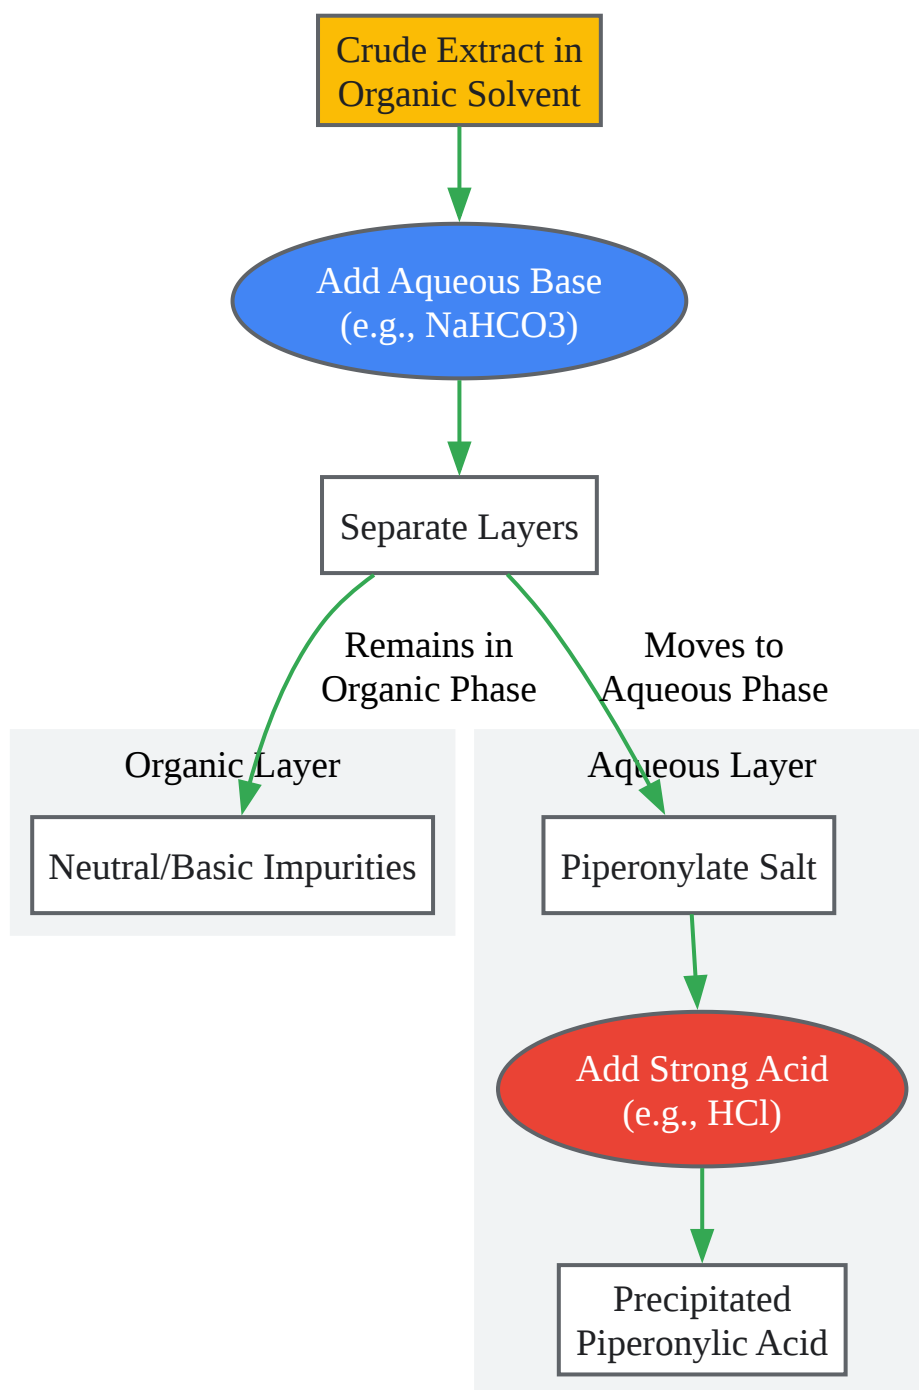 Crude Extract in
Organic Solvent
Add Aqueous Base
(e.g., NaHCO3)
Separate Layers
Remains in
Organic Phase
Moves to
Aqueous Phase
Organic Layer
Aqueous Layer
Neutral/Basic Impurities
Piperonylate Salt
Add Strong Acid
(e.g., HCl)
Precipitated
Piperonylic Acid